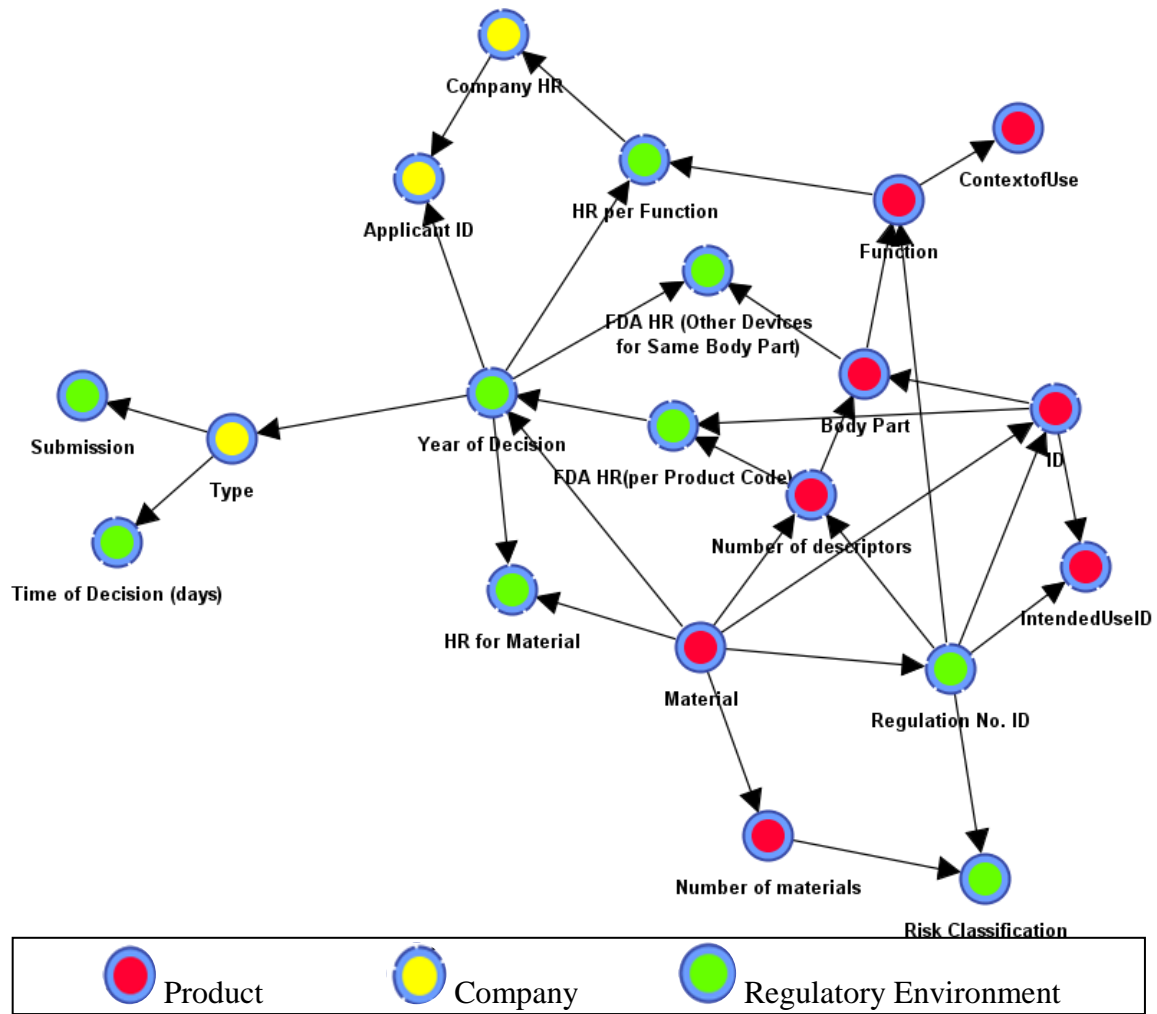 Company HR
ContextofUse
HR per Function
Applicant ID
Function
FDA HR (Other Devices
for Same Body Part)
Body Part
Submission
Year of Decision
ID
FDA HR(per Product Code)
Type
Number of descriptors
Time of Decision (days)
IntendedUseID
HR for Material
Material
Regulation No. ID
Number of materials
Risk Classification
Product
Company
Regulatory Environment